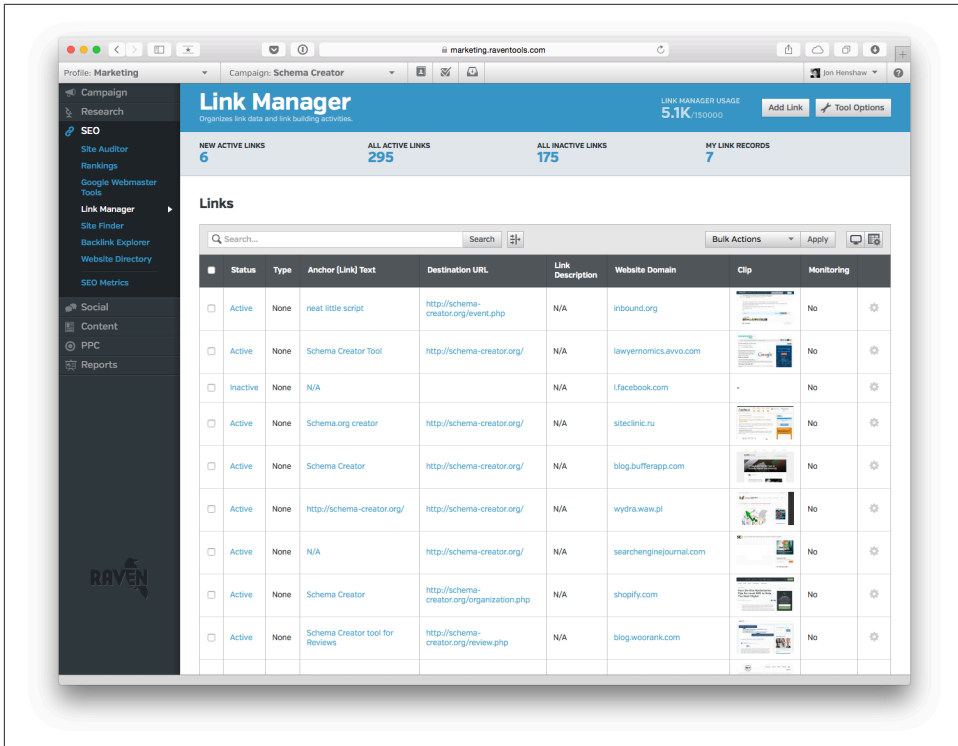 marketing.raventools.com
Profile: Marketing
Campaign: Schema Creator
Jon Henshaw
Campaign
Research
SEO
Site Auditor
Rankings
Google Webmaster
Tools
Link Manager
Site Finder
Backlink Explorer
Website Directory
SEO Metrics
Social
Content
PPC
Reports
RAVEN
Link Manager
Organizes link data and link building activities.
LINK MANAGER USAGE
5.1K/150000
Add Link
Tool Options
NEW ACTIVE LINKS ALL ACTIVE LINKS ALL INACTIVE LINKS MY LINK RECORDS
6 295 175 7
Links
Search... Search Bulk Actions Apply
Status Type Anchor [Link] Text Destination URL Link Description Website Domain Clip Monitoring
Active None neat little script http://schema-creator.org/event.php N/A inbound.org No
Active None Schema Creator Tool http://schema-creator.org/ N/A lawyernomics.avvo.com No
Inactive None N/A N/A l.facebook.com - No
Active None Schema.org creator http://schema-creator.org/ N/A siteclinic.ru No
Active None Schema Creator http://schema-creator.org/ N/A blog.bufferapp.com No
Active None http://schema-creator.org/ http://schema-creator.org/ N/A wydra.waw.pl No
Active None N/A http://schema-creator.org/ N/A searchenginejournal.com No
Active None Schema Creator http://schema-creator.org/organization.php N/A shopify.com No
Active None Schema Creator tool for Reviews http://schema-creator.org/review.php N/A blog.woorank.com No